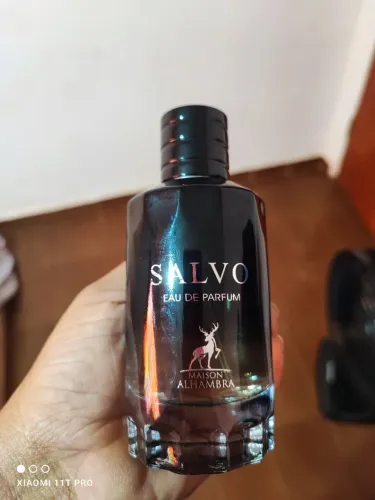 SALVO
EAU DE PARFUM
MAISON
ALHAMBRA
XIAOMI 11T PRO